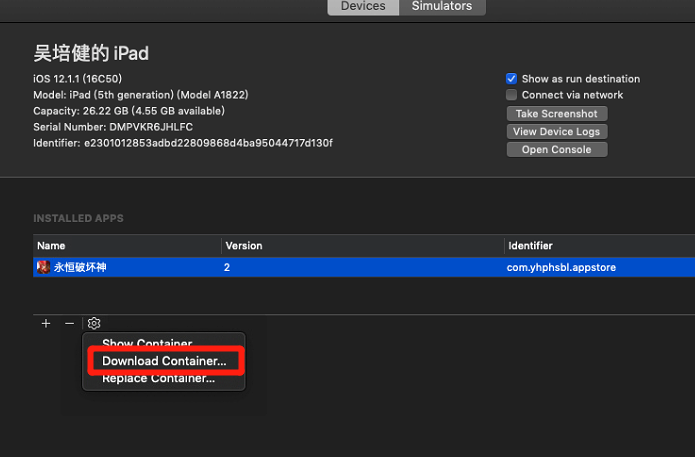 Devices Simulators
吴培健的 iPad
iOS 12.1.1 (16C50)
Model: iPad (5th generation) (Model A1822)
Capacity: 26.22 GB (4.55 GB available)
Serial Number: DMPVKR6JHLFC
Identifier: e2301012853adbd22809868d4ba95044717d130f
Show as run destination
Connect via network
Take Screenshot
View Device Logs
Open Console
INSTALLED APPS
Name Version Identifier
永恒破坏神 2 com.yhphsbl.appstore
Show Container
Download Container...
Replace Container...